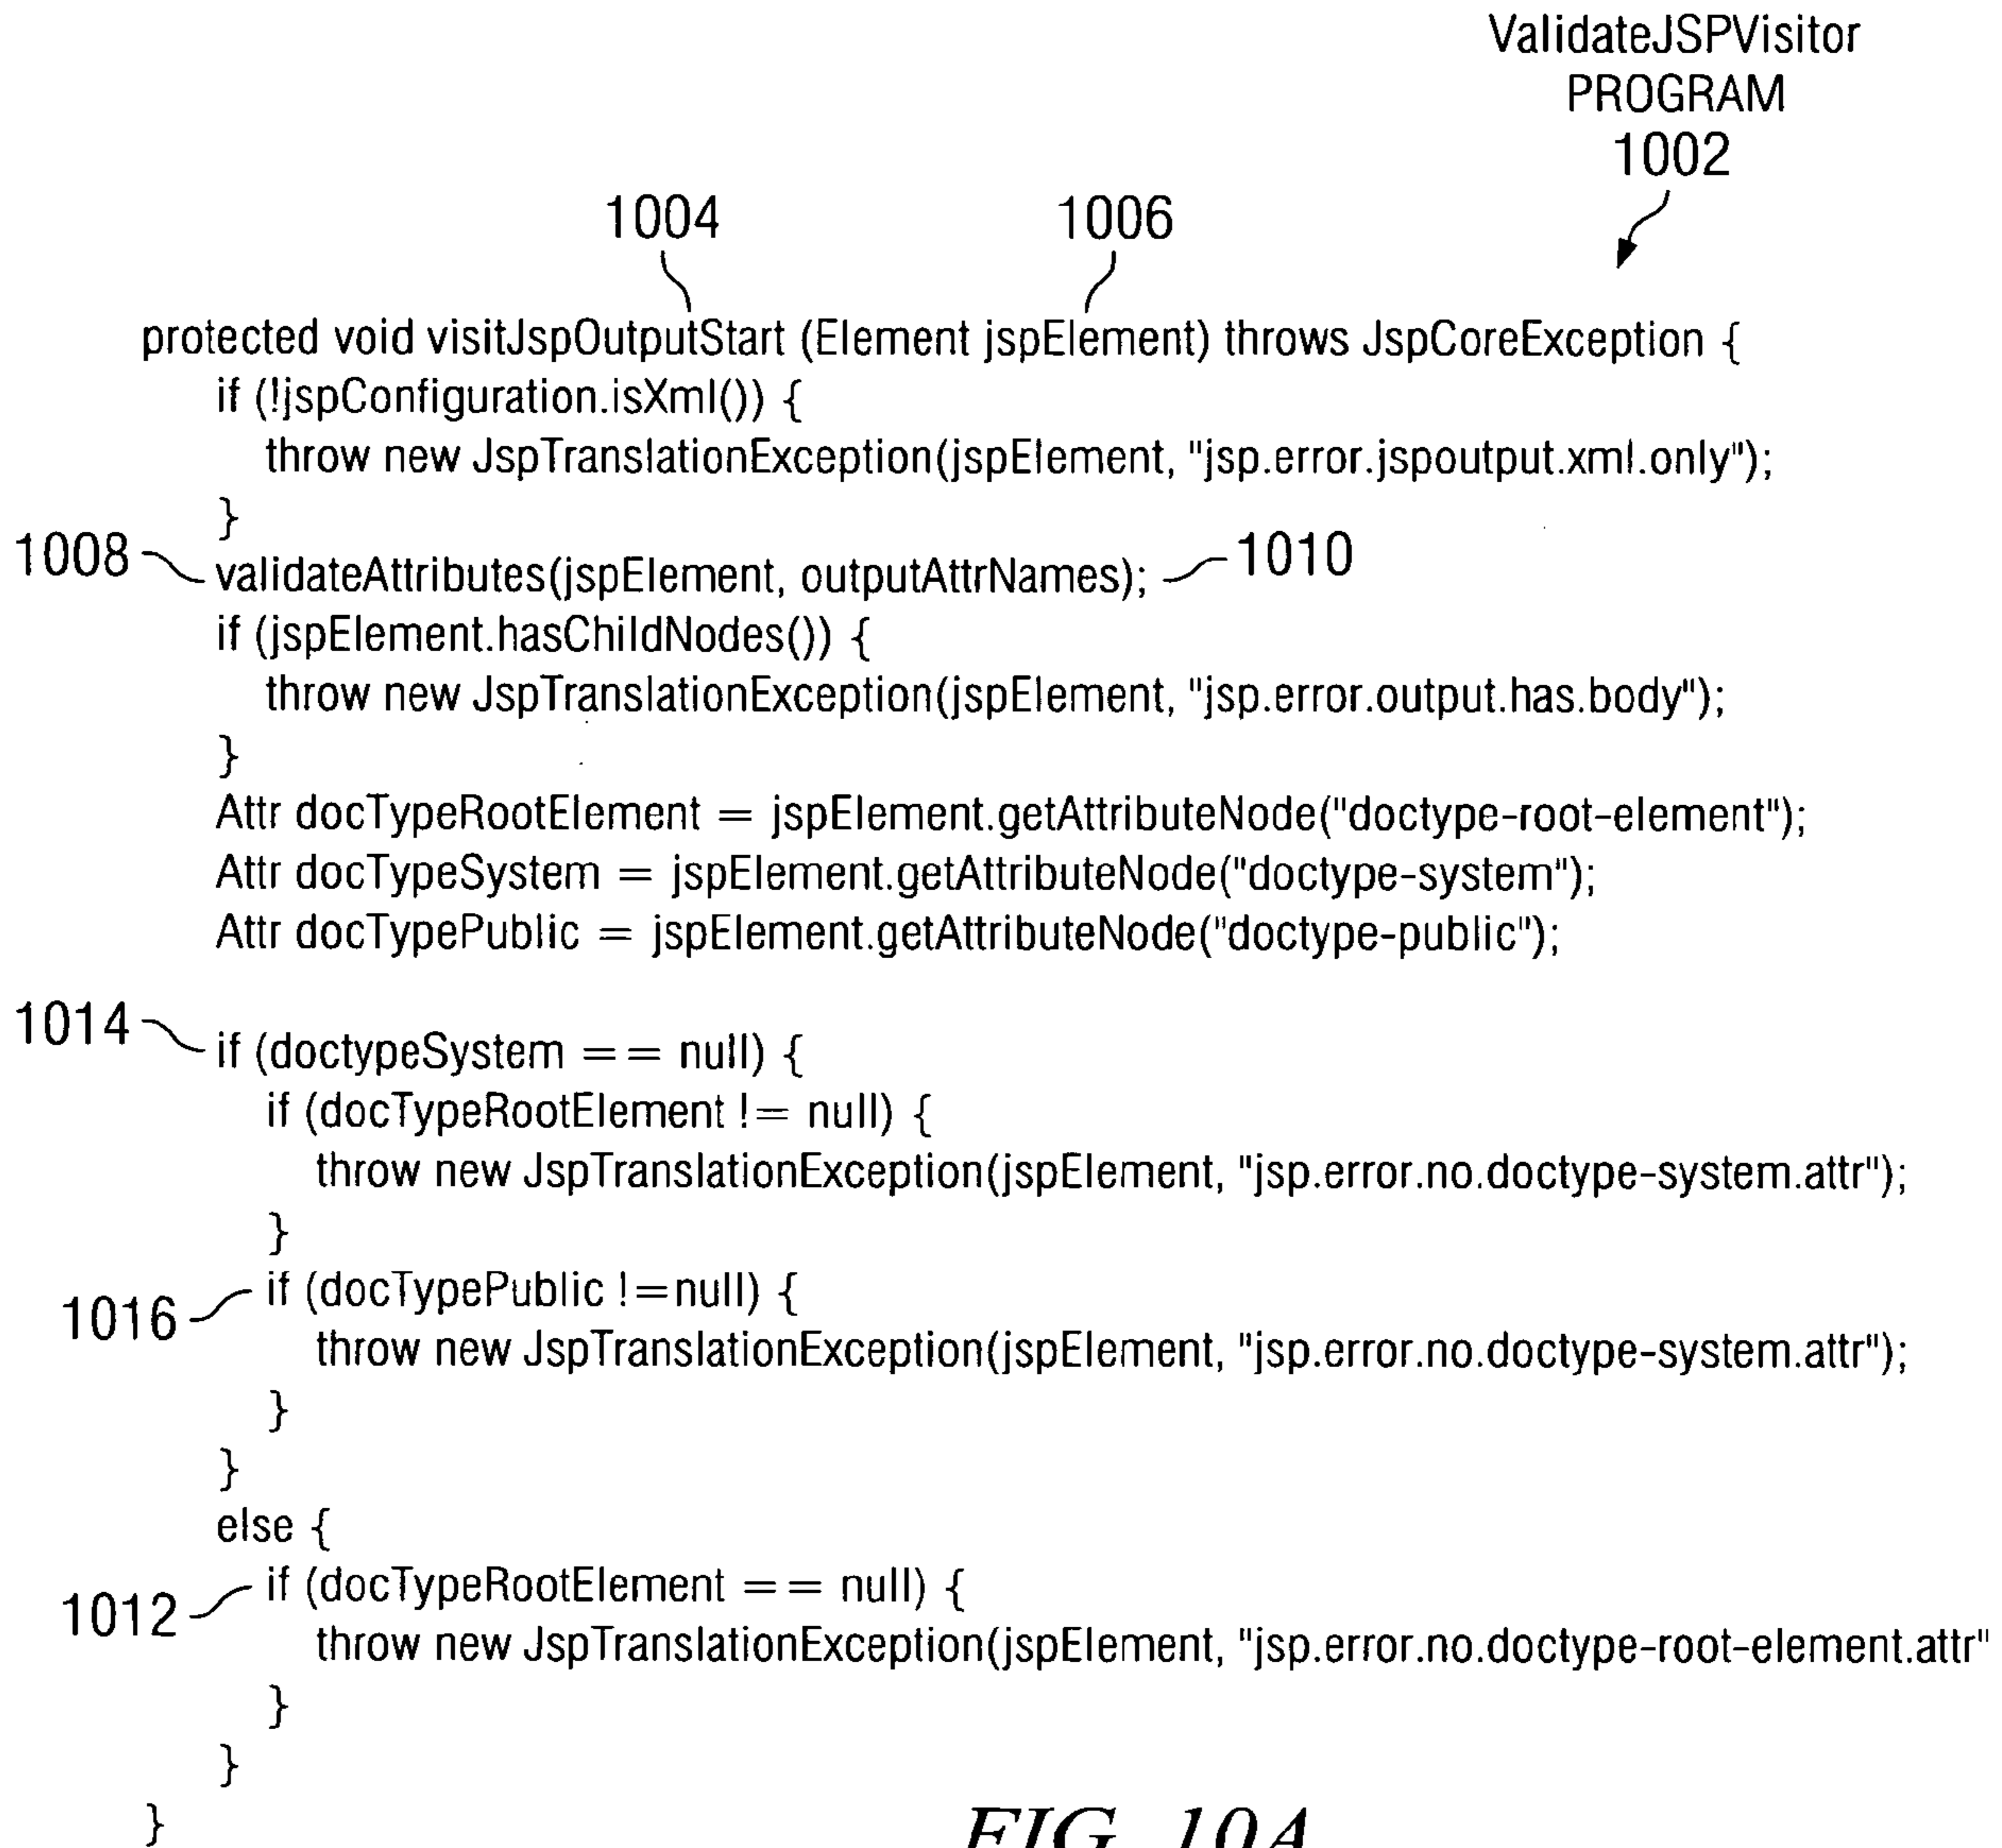 ValidateJSPVisitor
PROGRAM
1002
1004 1006
protected void visitJspOutputStart (Element jspElement) throws JspCoreException {
if (!jspConfiguration.isXml()) {
throw new JspTranslationException(jspElement, "jsp.error.jspoutput.xml.only");
}
1008 validateAttributes(jspElement, outputAttrNames); 1010
if (jspElement.hasChildNodes()) {
throw new JspTranslationException(jspElement, "jsp.error.output.has.body");
}
Attr docTypeRootElement = jspElement.getAttributeNode("doctype-root-element");
Attr docTypeSystem = jspElement.getAttributeNode("doctype-system");
Attr docTypePublic = jspElement.getAttributeNode("doctype-public");
1014 if (doctypeSystem == null) {
if (docTypeRootElement != null) {
throw new JspTranslationException(jspElement, "jsp.error.no.doctype-system.attr");
}
1016 if (docTypePublic !=null) {
throw new JspTranslationException(jspElement, "jsp.error.no.doctype-system.attr");
}
}
else {
1012 if (docTypeRootElement == null) {
throw new JspTranslationException(jspElement, "jsp.error.no.doctype-root-element.attr"
}
}
}
FIG. 10A